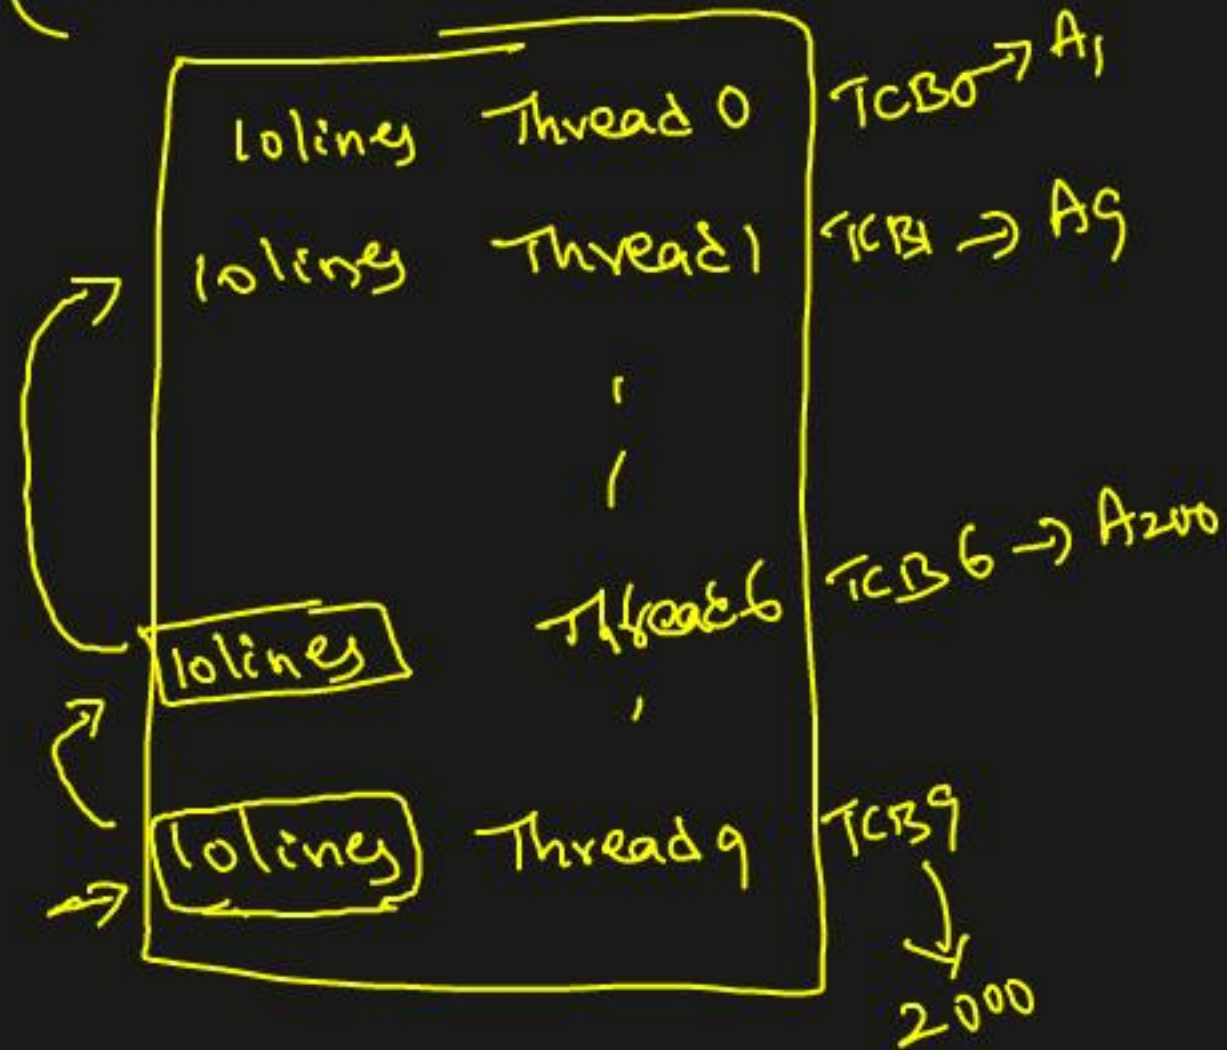 10lines Thread 0 TCB0 → A1
10lines Thread1 TCB1 → A9
10lines Thread6 TCB6 → A200
10lines Thread9 TCB9
2000